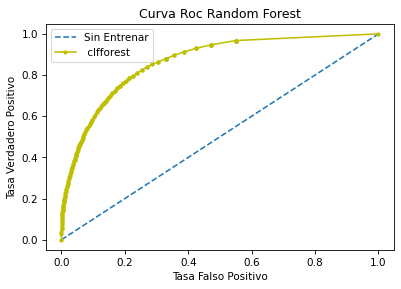 Curva Roc Random Forest
Sin Entrenar
clfforest
Tasa Verdadero Positivo
1.0
0.8
0.6
0.4
0.2
0.0
0.0
0.2
0.4
0.6
0.8
1.0
Tasa Falso Positivo